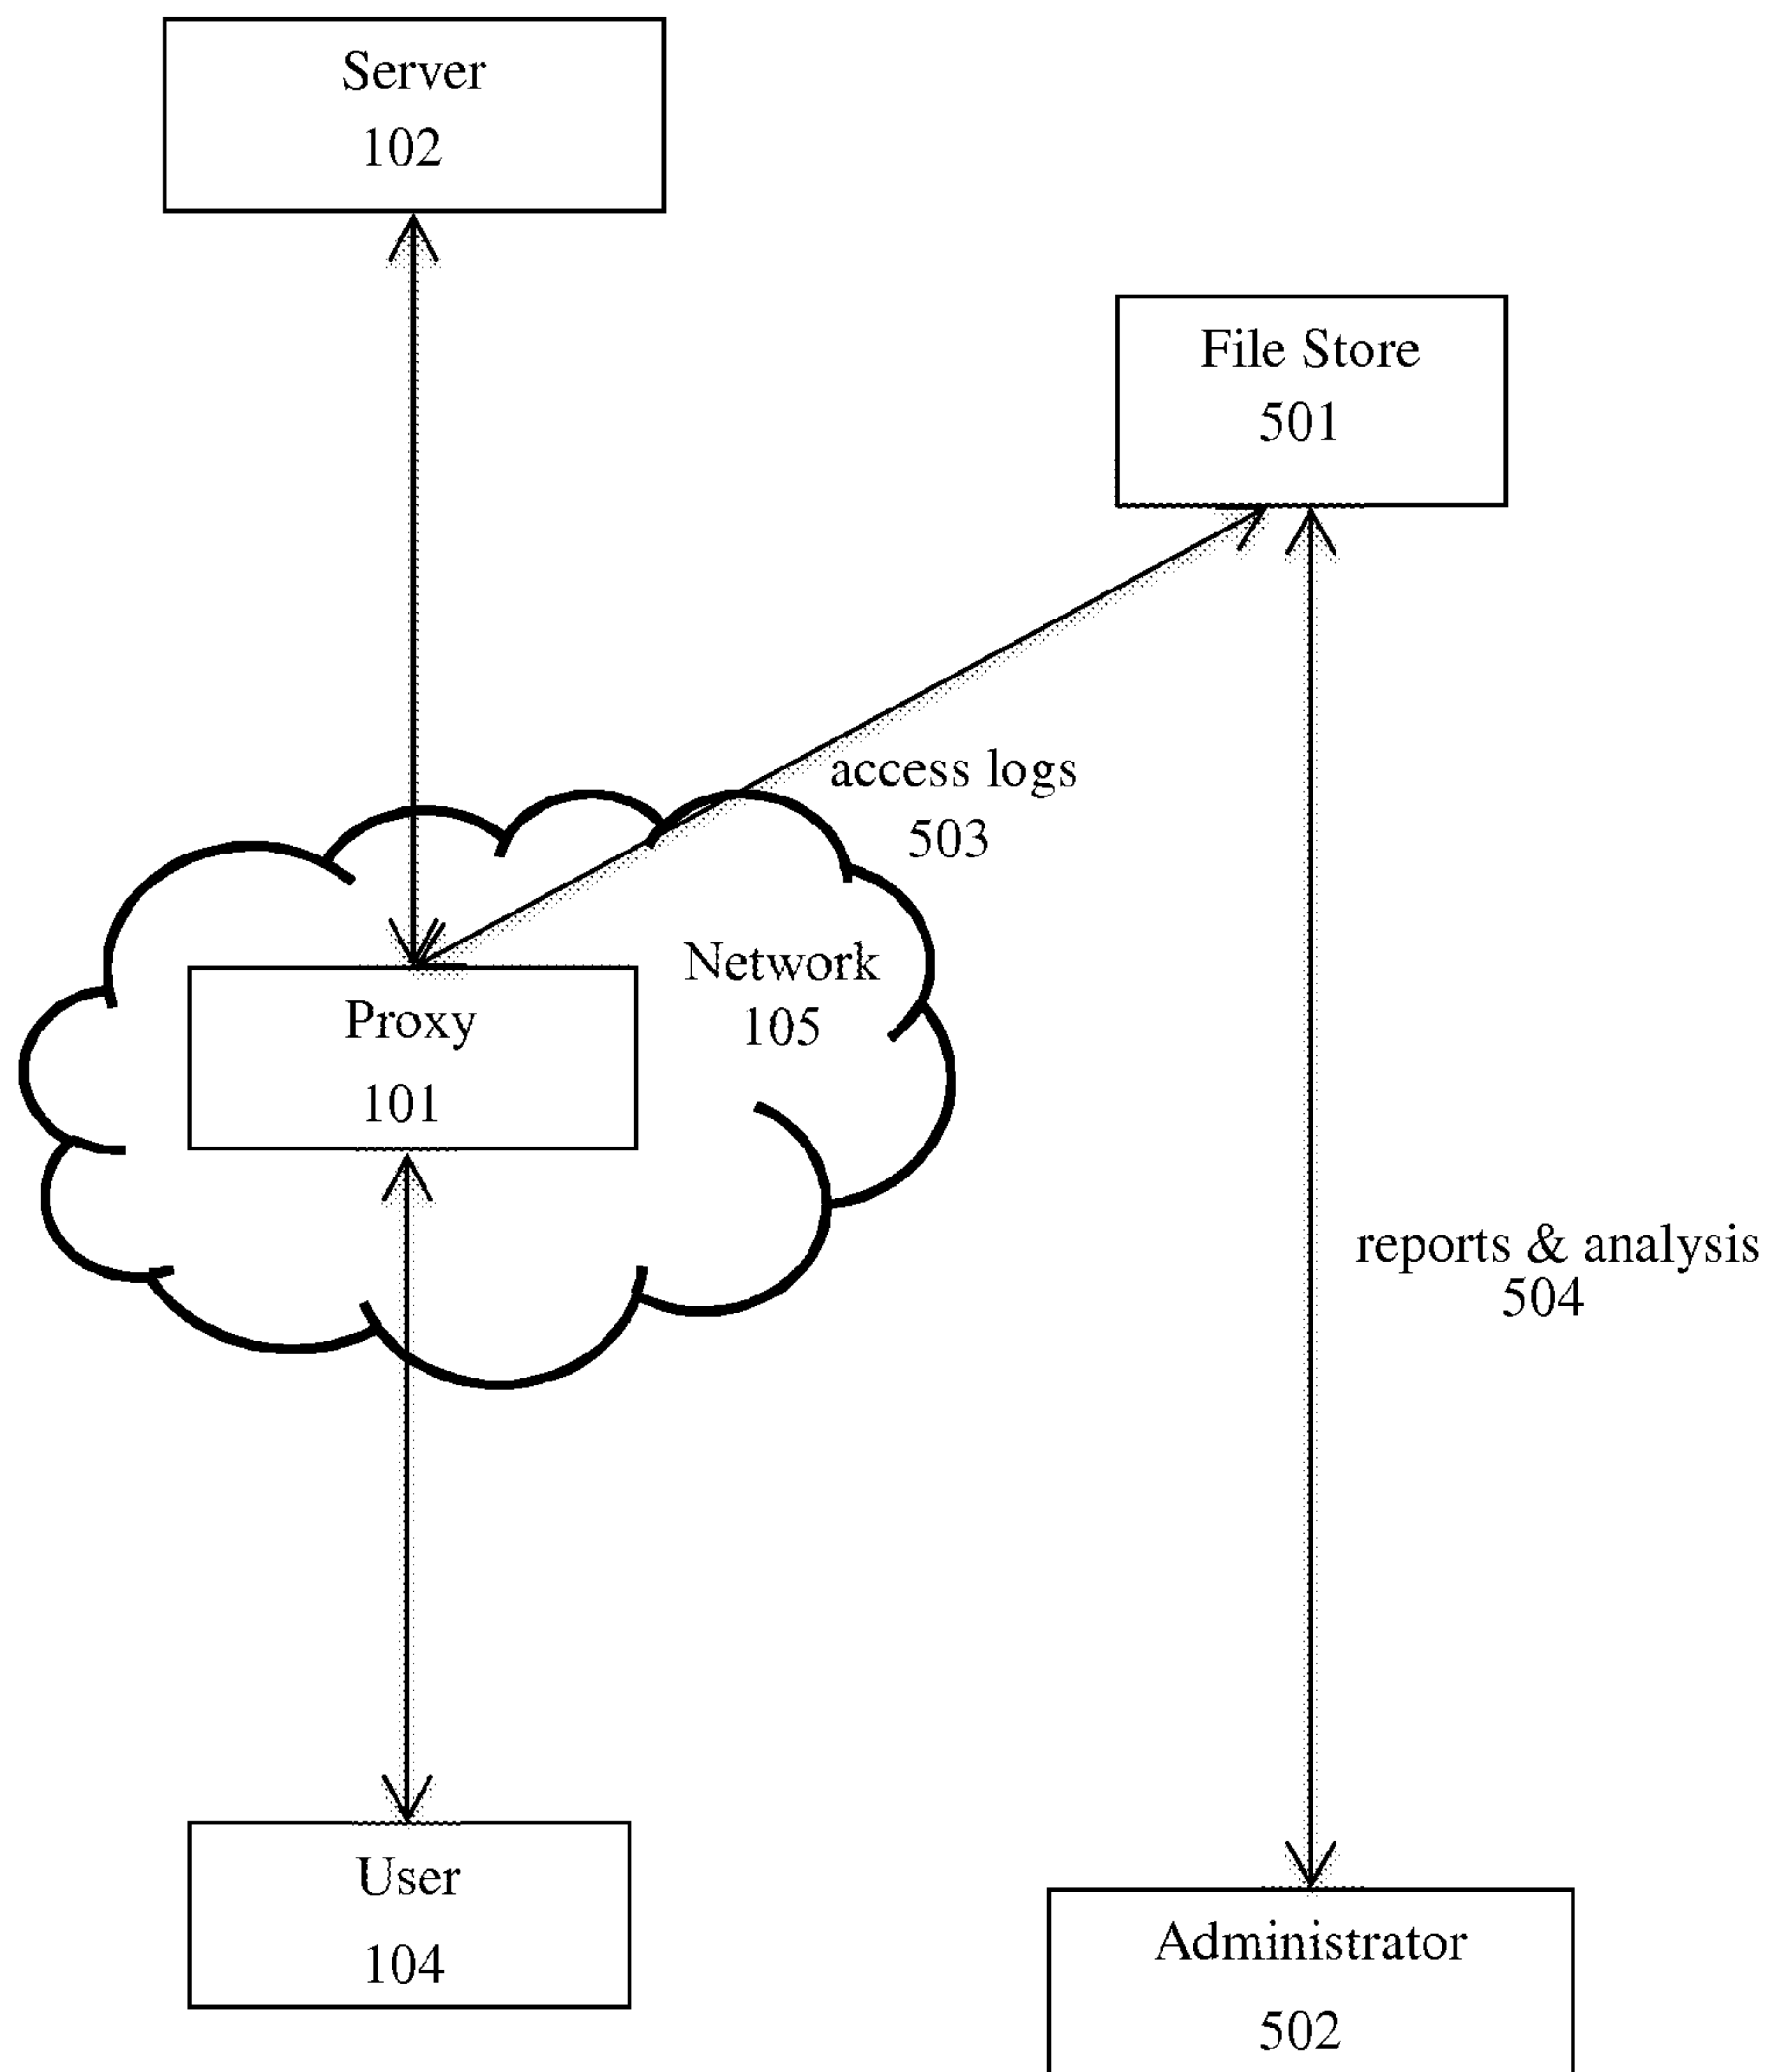 Server
102
File Store
501
access logs
503
Network
105
Proxy
101
reports & analysis
504
User
104
Administrator
502